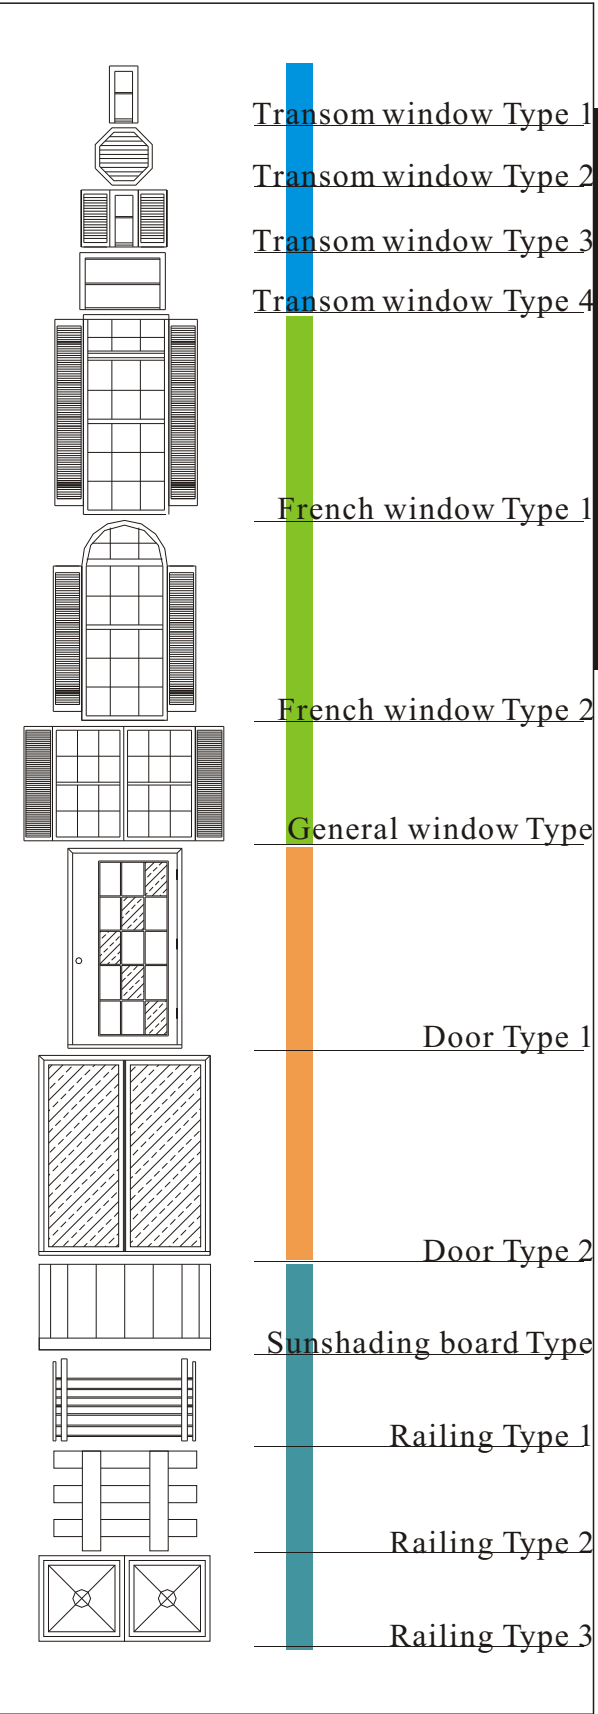 Transom window Type 1
Transom window Type 2
Transom window Type 3
Transom window Type 4
French window Type 1
French window Type 2
General window Type
Door Type 1
Door Type 2
Sunshading board Type
Railing Type 1
Railing Type 2
Railing Type 3